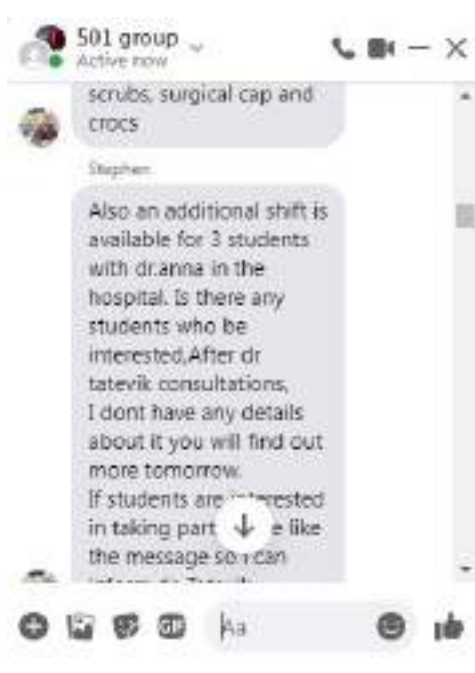 501 group
Active now
scrubs, surgical cap and
crocs
Stephen
Also an additional shift is
available for 3 students
with dr.anna in the
hospital. Is there any
students who be
interested,After dr
tatevik consultations,
I dont have any details
about it you will find out
more tomorrow.
If students are interested
in taking part e like
the message so I can
GIF
Aa